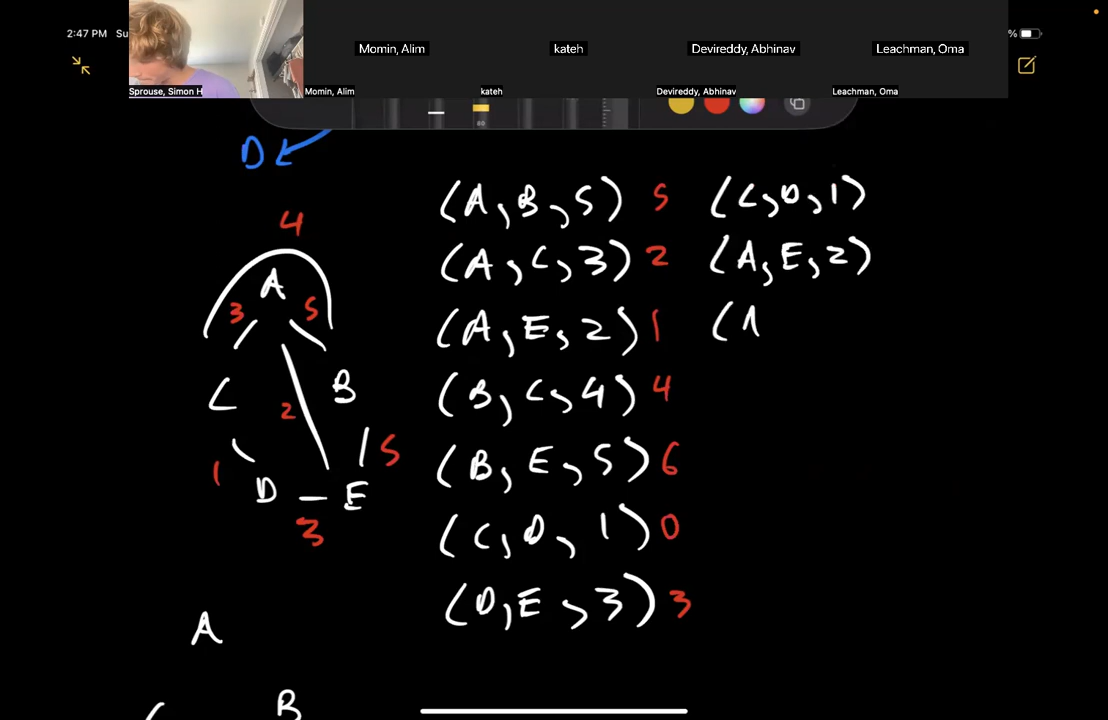 2:47 PM Su
%
Momin, Alim
kateh
Devireddy, Abhinav
Leachman, Oma
Sprouse, Simon H
Momin, Alim
kateh
Devireddy, Abhinav
Leachman, Oma
80
D
4
A
3 5
C
2
B
5
1
D — E
3
A
B
(A, B, 5) 5
(A, C, 3) 2
(A, E, 2) 1
(B, C, 4) 4
(B, E, 5) 6
(C, D, 1) 0
(D, E, 3) 3
(C, D, 1)
(A, E, 2)